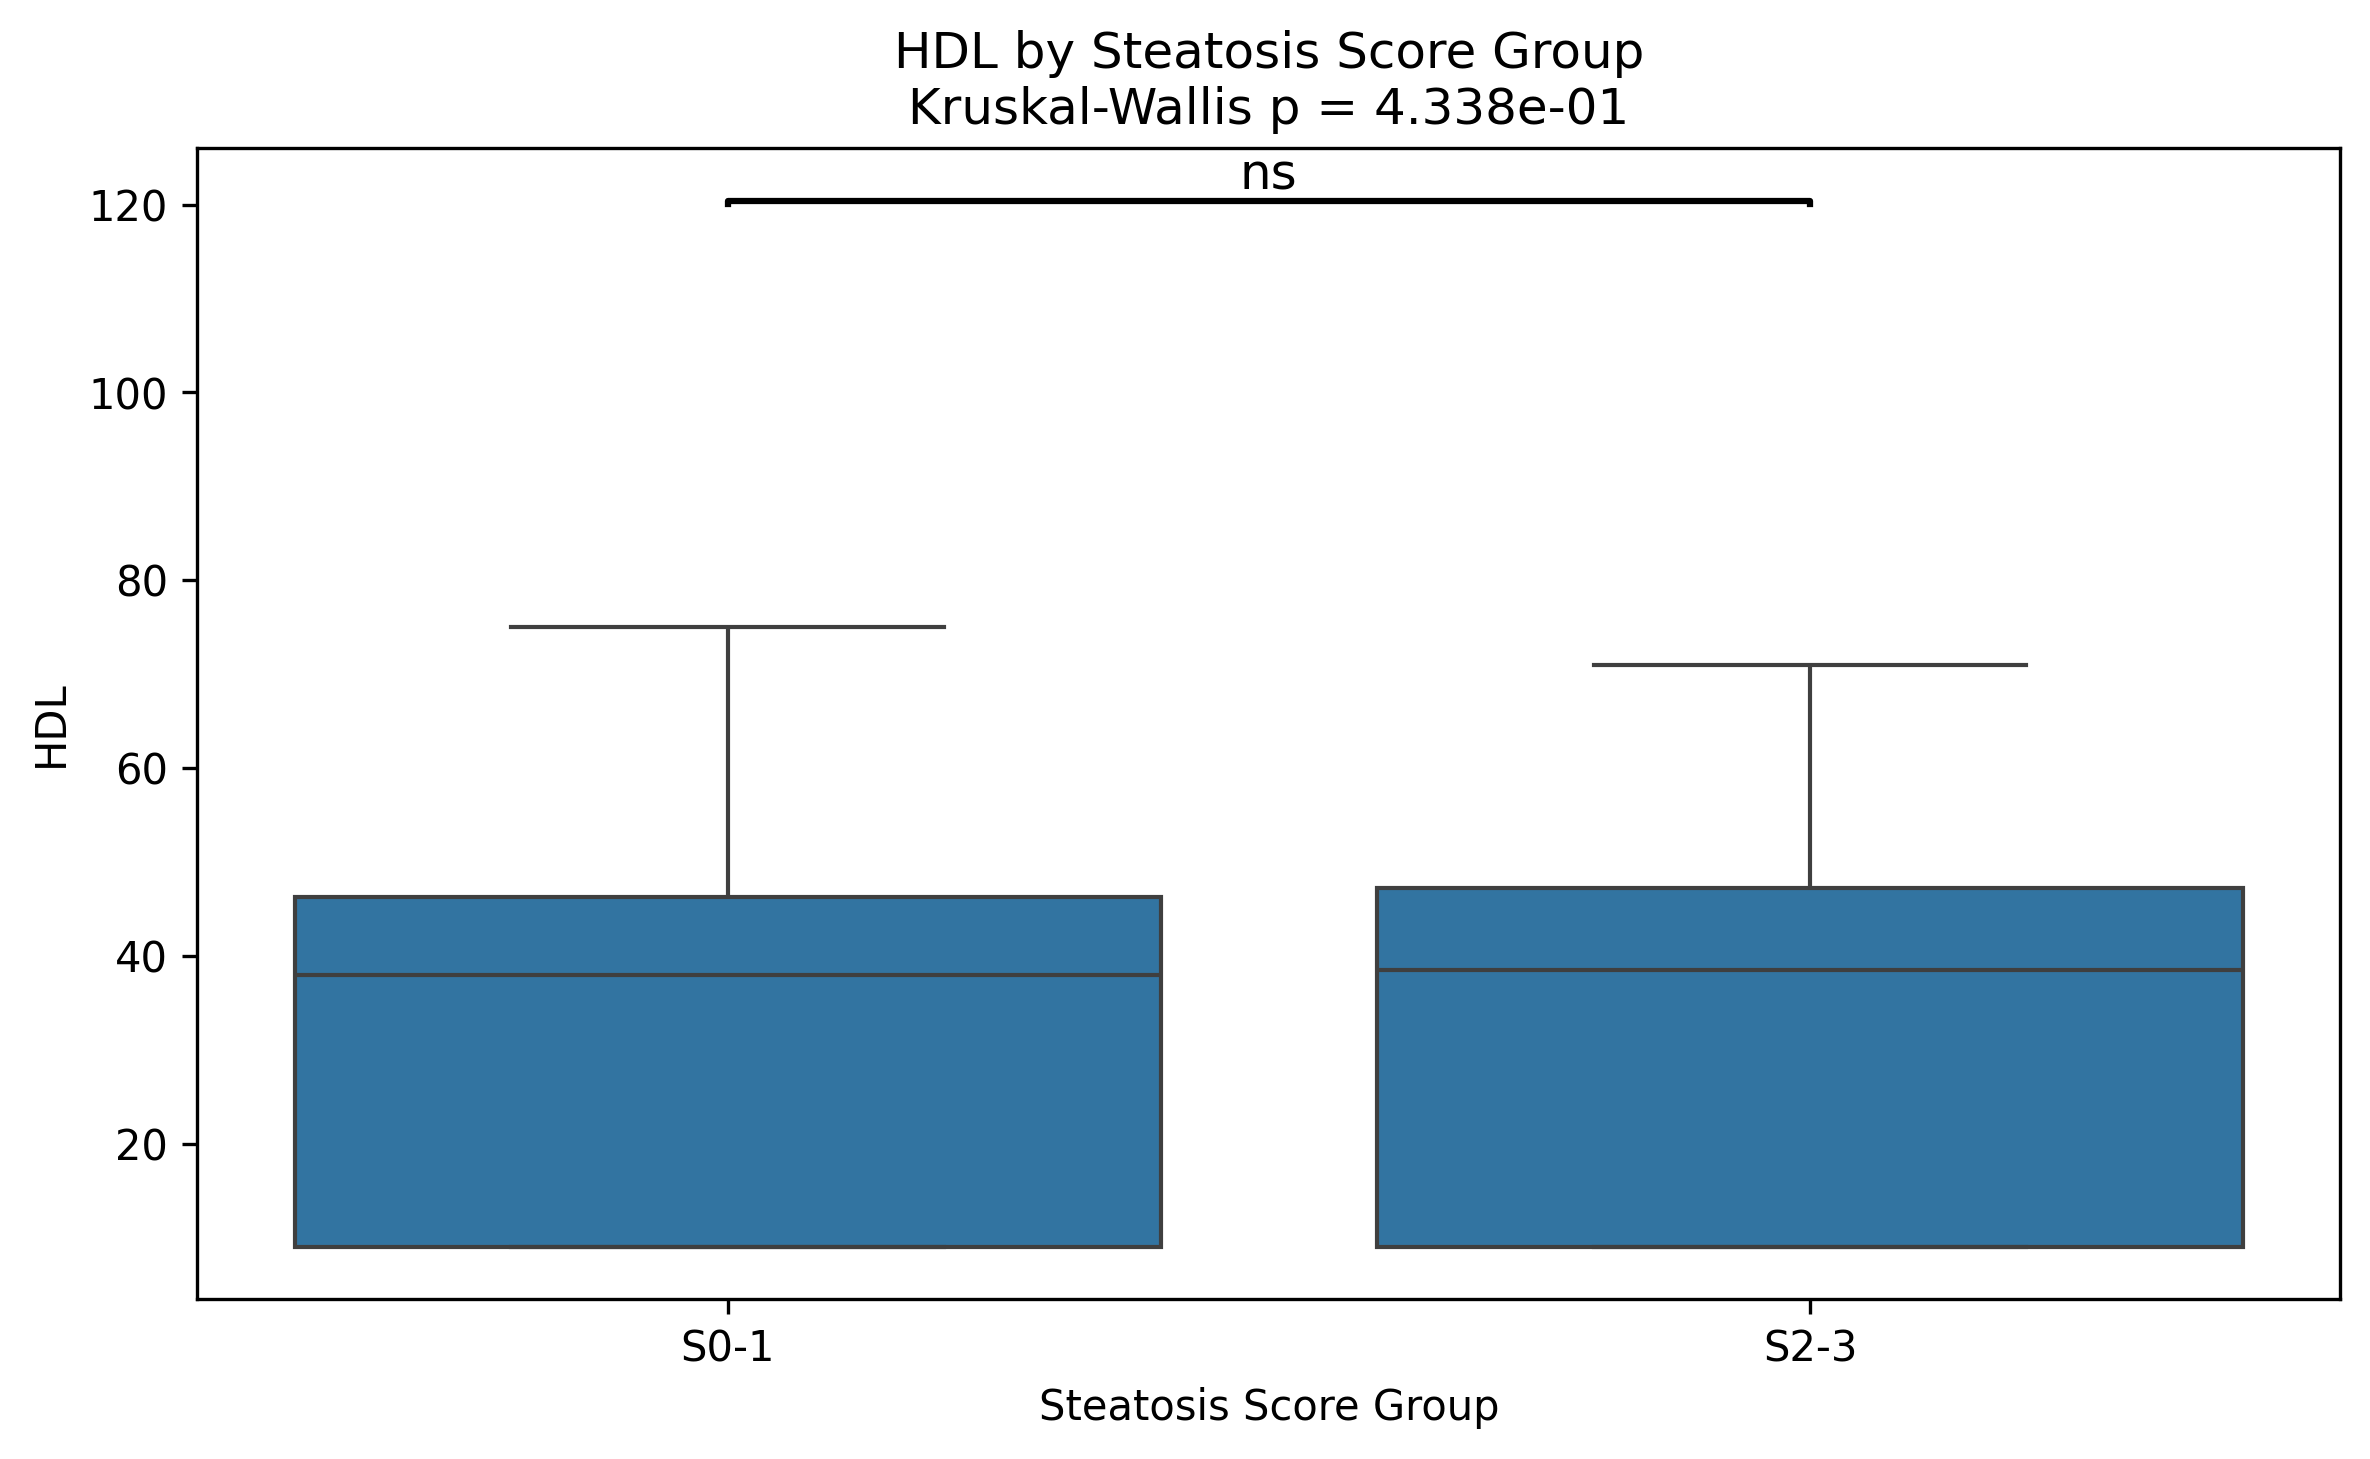 HDL by Steatosis Score Group
Kruskal-Wallis p = 4.338e-01
ns
120
100
80
60
40
20
HDL
S0-1
S2-3
Steatosis Score Group